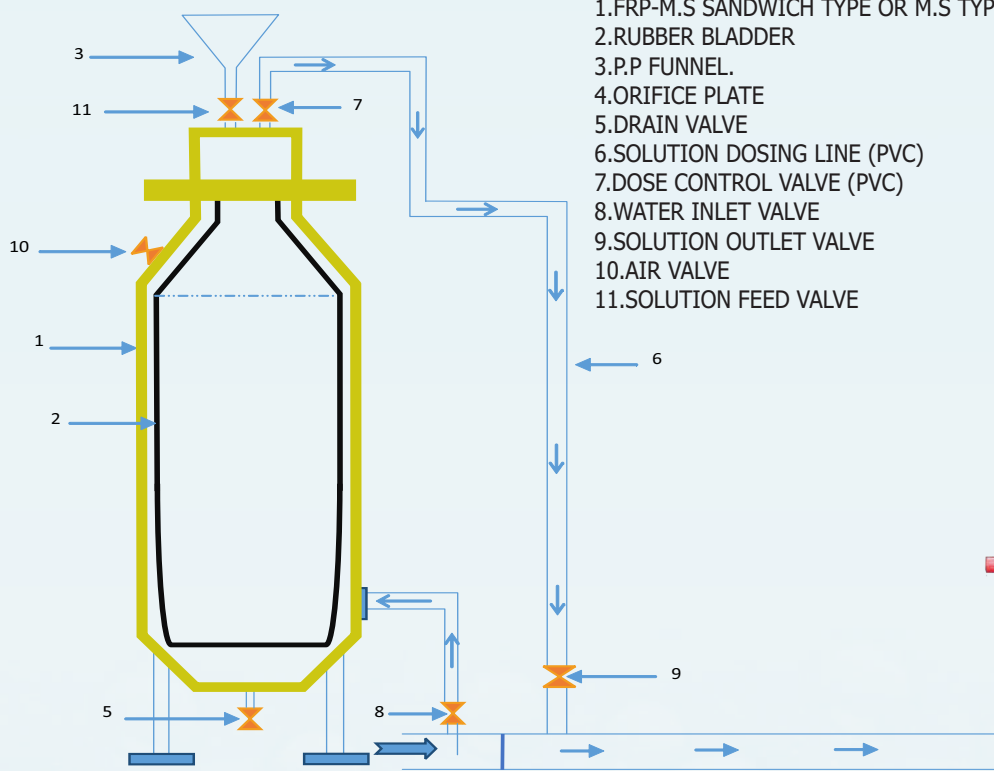 1.FRP-M.S SANDWICH TYPE OR M.S TYP
2.RUBBER BLADDER
3.P.P FUNNEL.
4.ORIFICE PLATE
5.DRAIN VALVE
6.SOLUTION DOSING LINE (PVC)
7.DOSE CONTROL VALVE (PVC)
8.WATER INLET VALVE
9.SOLUTION OUTLET VALVE
10.AIR VALVE
11.SOLUTION FEED VALVE
3
11
7
10
1
6
2
9
5
8